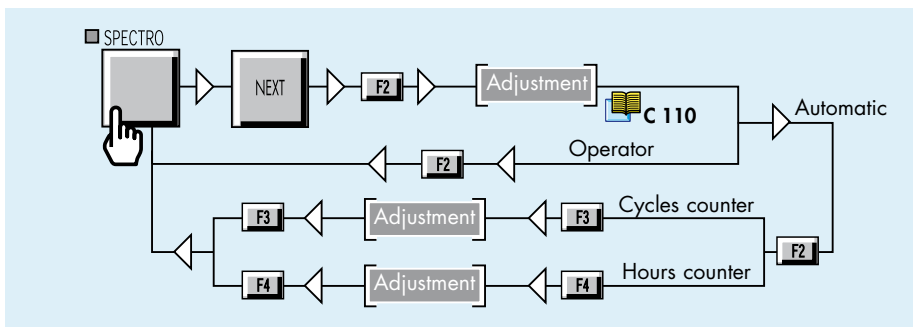 SPECTRO
NEXT F2 Adjustment C 110 Automatic
F2 Operator
F3 Adjustment F3 Cycles counter
F2
F4 Adjustment F4 Hours counter